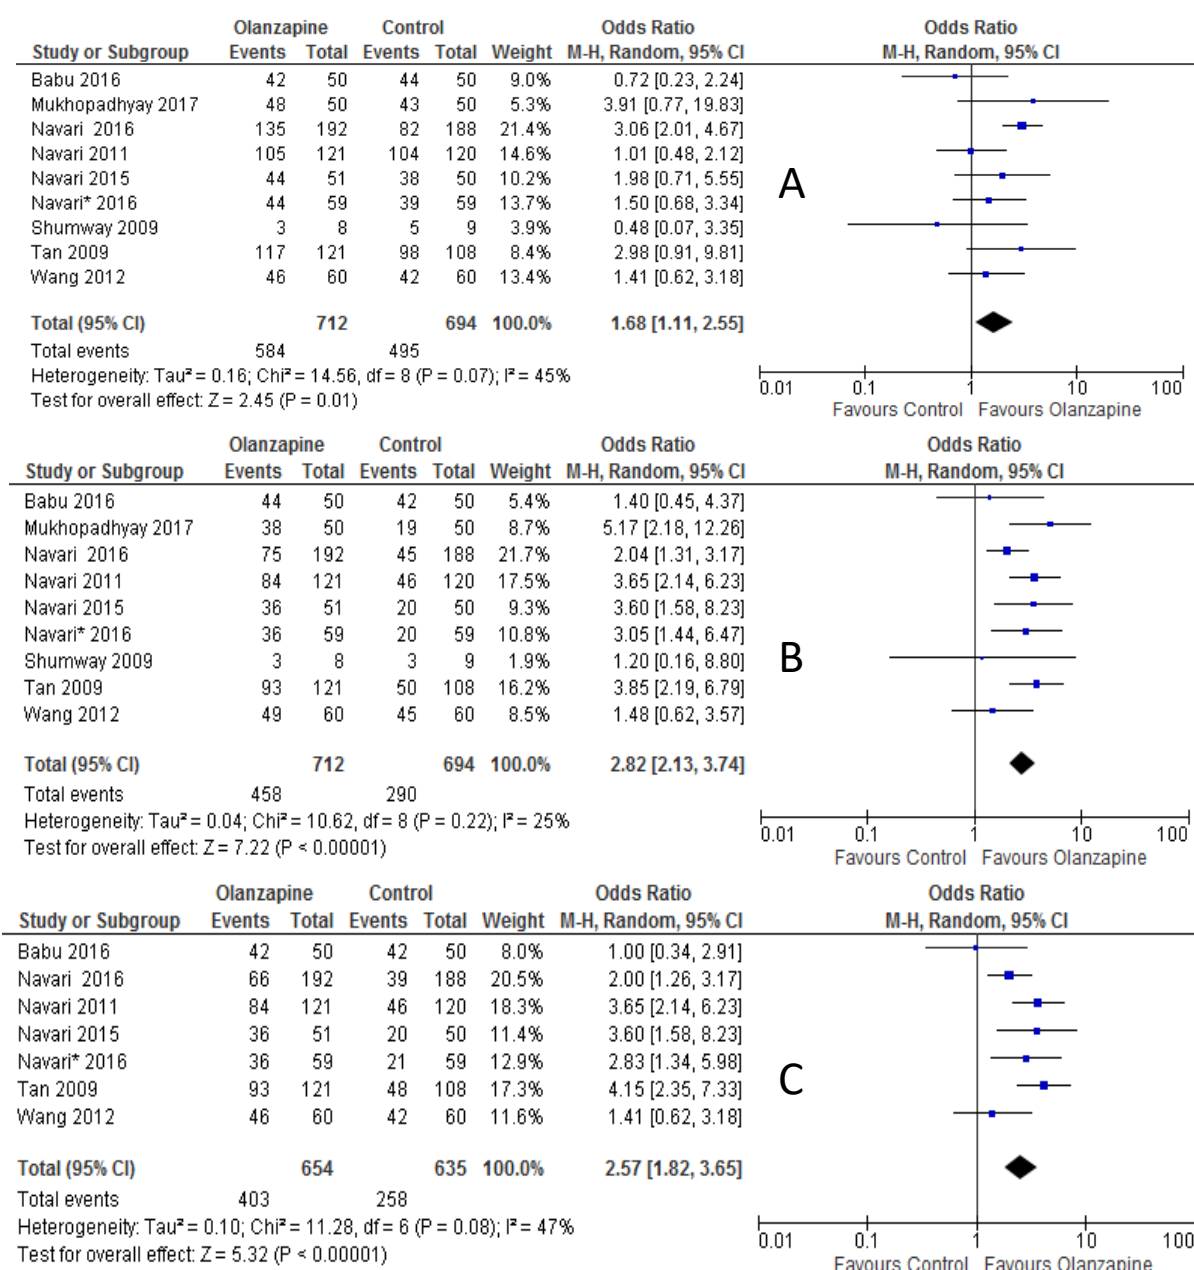 Olanzapine Control Odds Ratio Odds Ratio
Study or Subgroup Events Total Events Total Weight M-H, Random, 95% CI M-H, Random, 95% CI
Babu 2016 42 50 44 50 9.0% 0.72 [0.23, 2.24]
Mukhopadhyay 2017 48 50 43 50 5.3% 3.91 [0.77, 19.83]
Navari 2016 135 192 82 188 21.4% 3.06 [2.01, 4.67]
Navari 2011 105 121 104 120 14.6% 1.01 [0.48, 2.12]
Navari 2015 44 51 38 50 10.2% 1.98 [0.71, 5.55]
Navari* 2016 44 59 39 59 13.7% 1.50 [0.68, 3.34]
Shumway 2009 3 8 5 9 3.9% 0.48 [0.07, 3.35]
Tan 2009 117 121 98 108 8.4% 2.98 [0.91, 9.81]
Wang 2012 46 60 42 60 13.4% 1.41 [0.62, 3.18]
A
Total (95% CI) 712 694 100.0% 1.68 [1.11, 2.55]
Total events 584 495
Heterogeneity: Tau² = 0.16; Chi² = 14.56, df = 8 (P = 0.07); I² = 45%
Test for overall effect: Z = 2.45 (P = 0.01)
0.01 0.1 1 10 100
Favours Control Favours Olanzapine
Olanzapine Control Odds Ratio Odds Ratio
Study or Subgroup Events Total Events Total Weight M-H, Random, 95% CI M-H, Random, 95% CI
Babu 2016 44 50 42 50 5.4% 1.40 [0.45, 4.37]
Mukhopadhyay 2017 38 50 19 50 8.7% 5.17 [2.18, 12.26]
Navari 2016 75 192 45 188 21.7% 2.04 [1.31, 3.17]
Navari 2011 84 121 46 120 17.5% 3.65 [2.14, 6.23]
Navari 2015 36 51 20 50 9.3% 3.60 [1.58, 8.23]
Navari* 2016 36 59 20 59 10.8% 3.05 [1.44, 6.47]
Shumway 2009 3 8 3 9 1.9% 1.20 [0.16, 8.80]
Tan 2009 93 121 50 108 16.2% 3.85 [2.19, 6.79]
Wang 2012 49 60 45 60 8.5% 1.48 [0.62, 3.57]
B
Total (95% CI) 712 694 100.0% 2.82 [2.13, 3.74]
Total events 458 290
Heterogeneity: Tau² = 0.04; Chi² = 10.62, df = 8 (P = 0.22); I² = 25%
Test for overall effect: Z = 7.22 (P < 0.00001)
0.01 0.1 1 10 100
Favours Control Favours Olanzapine
Olanzapine Control Odds Ratio Odds Ratio
Study or Subgroup Events Total Events Total Weight M-H, Random, 95% CI M-H, Random, 95% CI
Babu 2016 42 50 42 50 8.0% 1.00 [0.34, 2.91]
Navari 2016 66 192 39 188 20.5% 2.00 [1.26, 3.17]
Navari 2011 84 121 46 120 18.3% 3.65 [2.14, 6.23]
Navari 2015 36 51 20 50 11.4% 3.60 [1.58, 8.23]
Navari* 2016 36 59 21 59 12.9% 2.83 [1.34, 5.98]
Tan 2009 93 121 48 108 17.3% 4.15 [2.35, 7.33]
Wang 2012 46 60 42 60 11.6% 1.41 [0.62, 3.18]
C
Total (95% CI) 654 635 100.0% 2.57 [1.82, 3.65]
Total events 403 258
Heterogeneity: Tau² = 0.10; Chi² = 11.28, df = 6 (P = 0.08); I² = 47%
Test for overall effect: Z = 5.32 (P < 0.00001)
0.01 0.1 1 10 100
Favours Control Favours Olanzapine